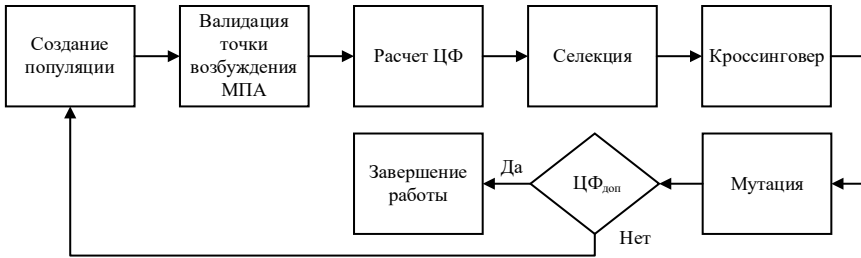 Создание
популяции
Валидация
точки
возбуждения
МПА
Расчет ЦФ
Селекция
Кроссинговер
Завершение
работы
Да
ЦФдоп
Нет
Мутация